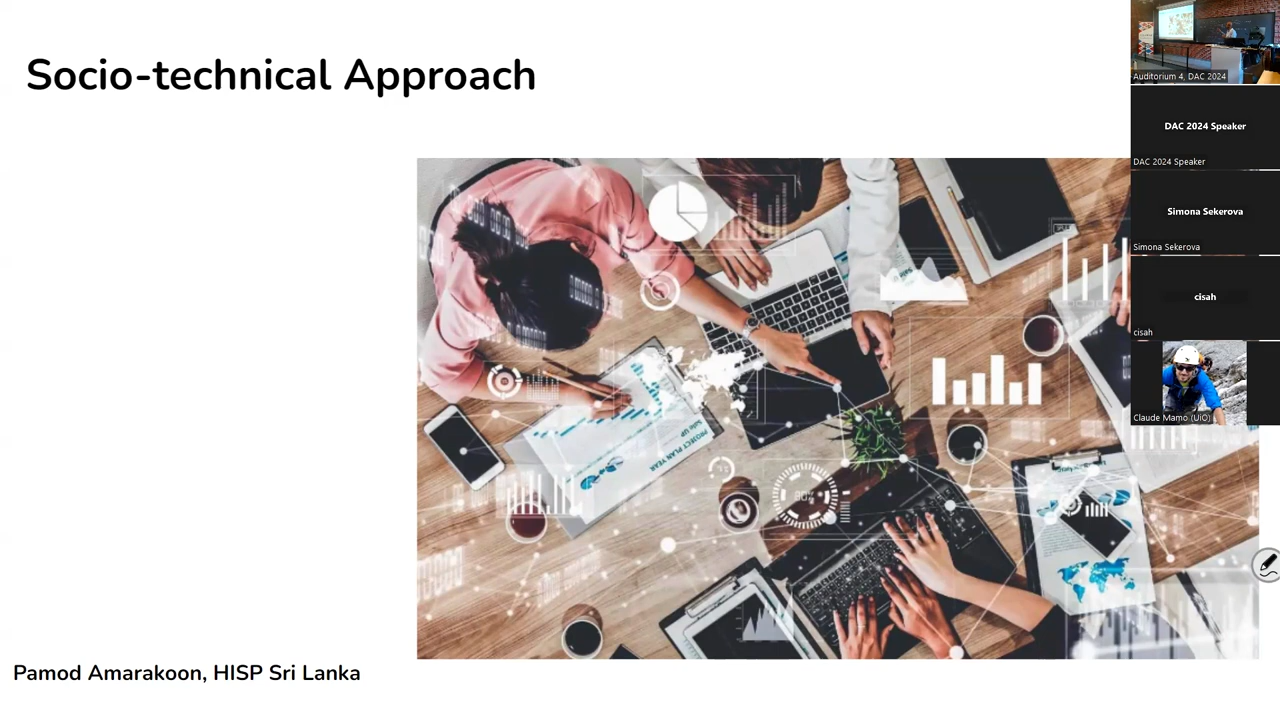 Socio-technical Approach
Auditorium 4, DAC 2024
DAC 2024 Speaker
DAC 2024 Speaker
Simona Sekerova
Simona Sekerova
cisah
cisah
Claude Mamo (UiO)
PROJECT PLAN YEAR
80%
Pamod Amarakoon, HISP Sri Lanka